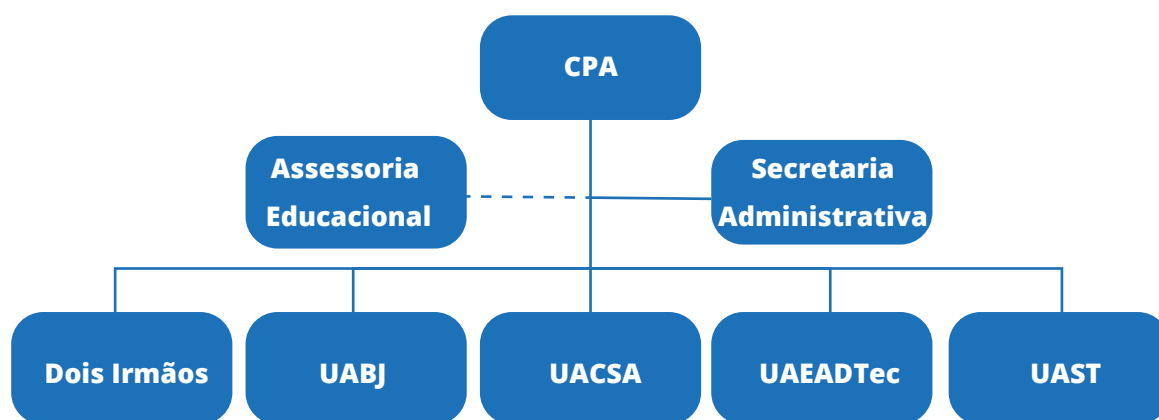 CPA
Assessoria
Educacional
Secretaria
Administrativa
Dois Irmãos
UABJ
UACSA
UAEADTec
UAST